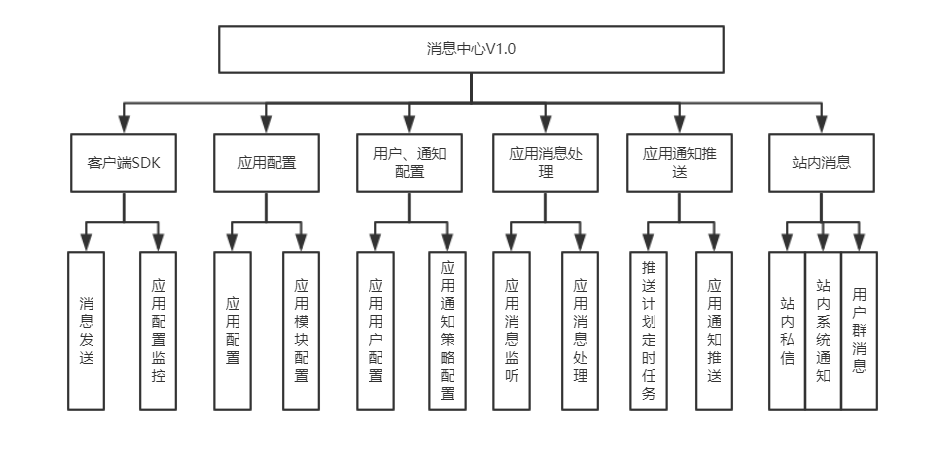 消息中心V1.0
客户端SDK
应用配置
用户、通知
配置
应用消息处
理
应用通知推
送
站内消息
消息发送
应用配置监控
应用配置
应用模块配置
应用用户配置
应用通知策略配置
应用消息监听
应用消息处理
推送计划定时任务
应用通知推送
站内私信
站内系统通知
用户群消息